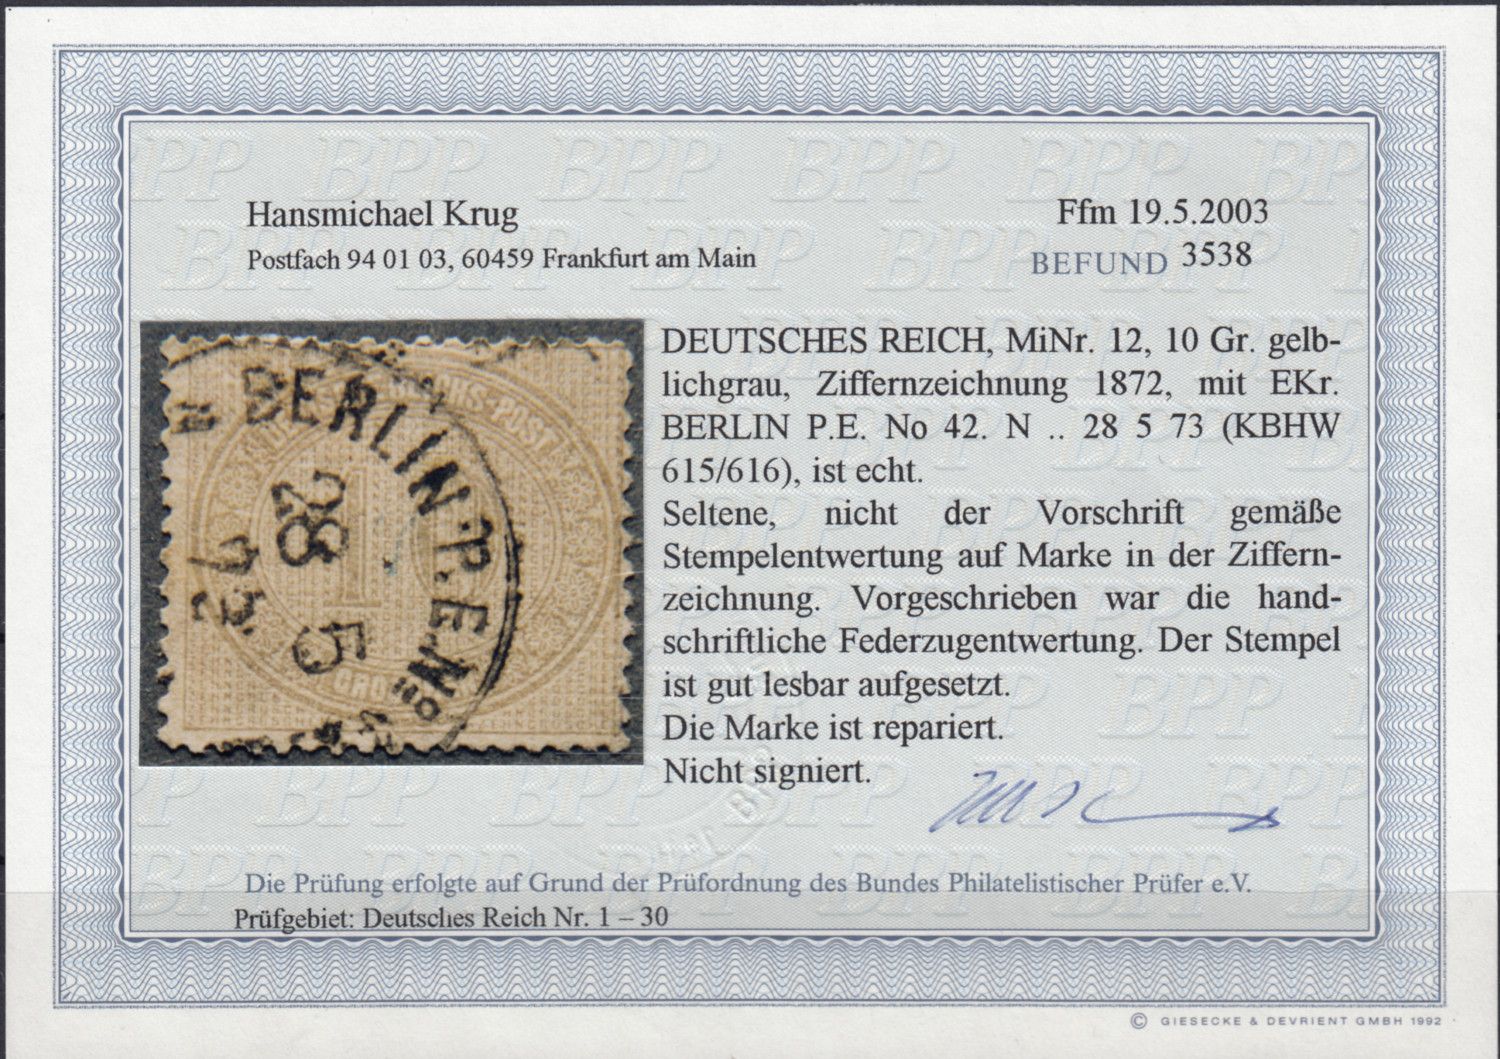 Hansmichael Krug
Postfach 94 01 03, 60459 Frankfurt am Main
Ffm 19.5.2003
BEFUND 3538
DEUTSCHES REICH, MiNr. 12, 10 Gr. gelb-
lichgrau, Ziffernzeichnung 1872, mit EKr.
BERLIN P.E. No 42. N .. 28 5 73 (KBHW
615/616), ist echt.
Seltene, nicht der Vorschrift gemäße
Stempelentwertung auf Marke in der Ziffern-
zeichnung. Vorgeschrieben war die hand-
schriftliche Federzugentwertung. Der Stempel
ist gut lesbar aufgesetzt.
Die Marke ist repariert.
Nicht signiert.
BERLIN P.E. No
28
5
HS-POST
10
Die Prüfung erfolgte auf Grund der Prüfordnung des Bundes Philatelistischer Prüfer e.V.
Prüfgebiet: Deutsches Reich Nr. 1 – 30
© GIESECKE & DEVRIENT GMBH 1992
BPP